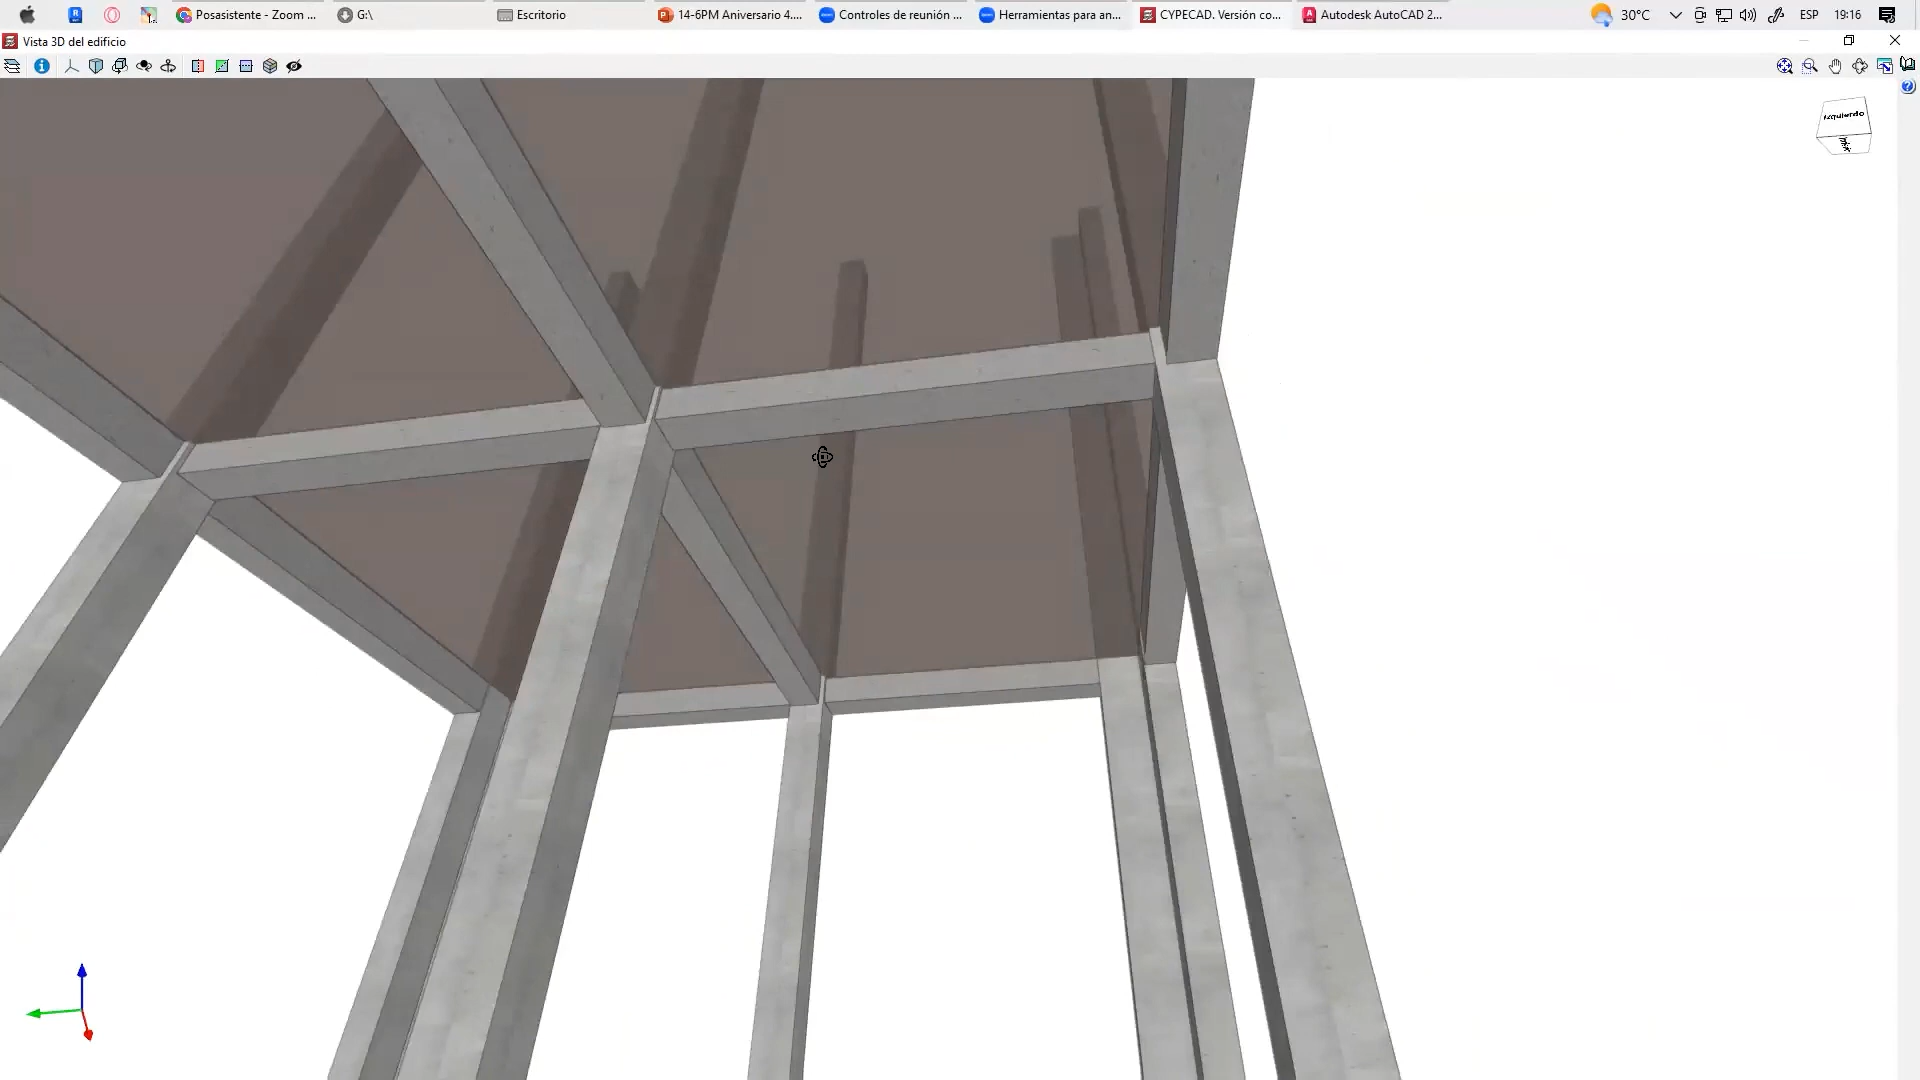 Posasistente - Zoom ...
G:\
Escritorio
14-6PM Aniversario 4....
Controles de reunión ...
Herramientas para an...
CYPECAD. Versión co...
Autodesk AutoCAD 2...
30°C
ESP
19:16
Vista 3D del edificio
Izquierdo